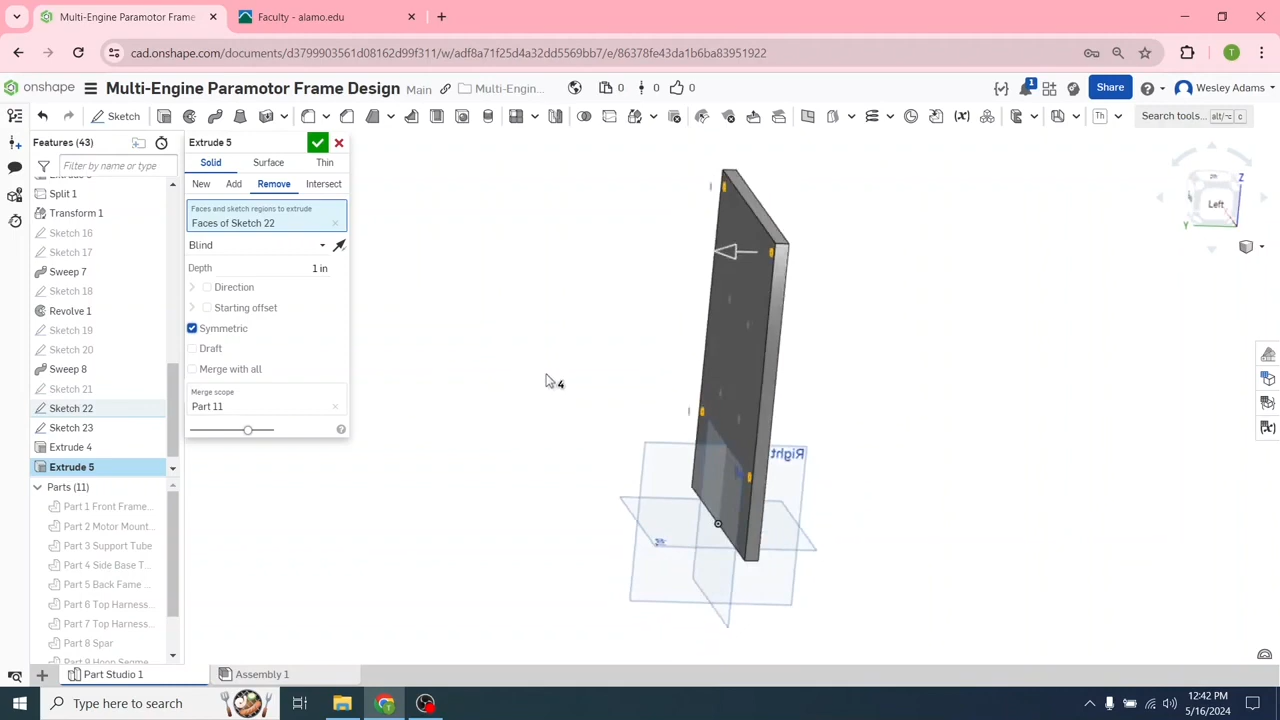 Multi-Engine Paramotor Frame D
Faculty - alamo.edu
cad.onshape.com/documents/d3799903561d08162d99f311/w/adf8a71f25d4a32dd5569bb7/e/86378fe43da1b6ba83951922
T
onshape
Multi-Engine Paramotor Frame Design
Main
Multi-Engin...
0
0
0
1
Share
Wesley Adams
Sketch
Th
Search tools...
alt/⌥ c
Features (43)
Filter by name or type
Split 1
Transform 1
Sketch 16
Sketch 17
Sweep 7
Sketch 18
Revolve 1
Sketch 19
Sketch 20
Sweep 8
Sketch 21
Sketch 22
Sketch 23
Extrude 4
Extrude 5
Parts (11)
Part 1 Front Frame...
Part 2 Motor Mount...
Part 3 Support Tube
Part 4 Side Base T...
Part 5 Back Fame ...
Part 6 Top Harness...
Part 7 Top Harness...
Part 8 Spar
Part 9 Hoop Segme
Extrude 5
Solid
Surface
Thin
New
Add
Remove
Intersect
Faces and sketch regions to extrude
Faces of Sketch 22
Blind
Depth
1 in
Direction
Starting offset
Symmetric
Draft
Merge with all
Merge scope
Part 11
4
Right
Z
Left
Y
Part Studio 1
Assembly 1
Type here to search
12:42 PM
5/16/2024